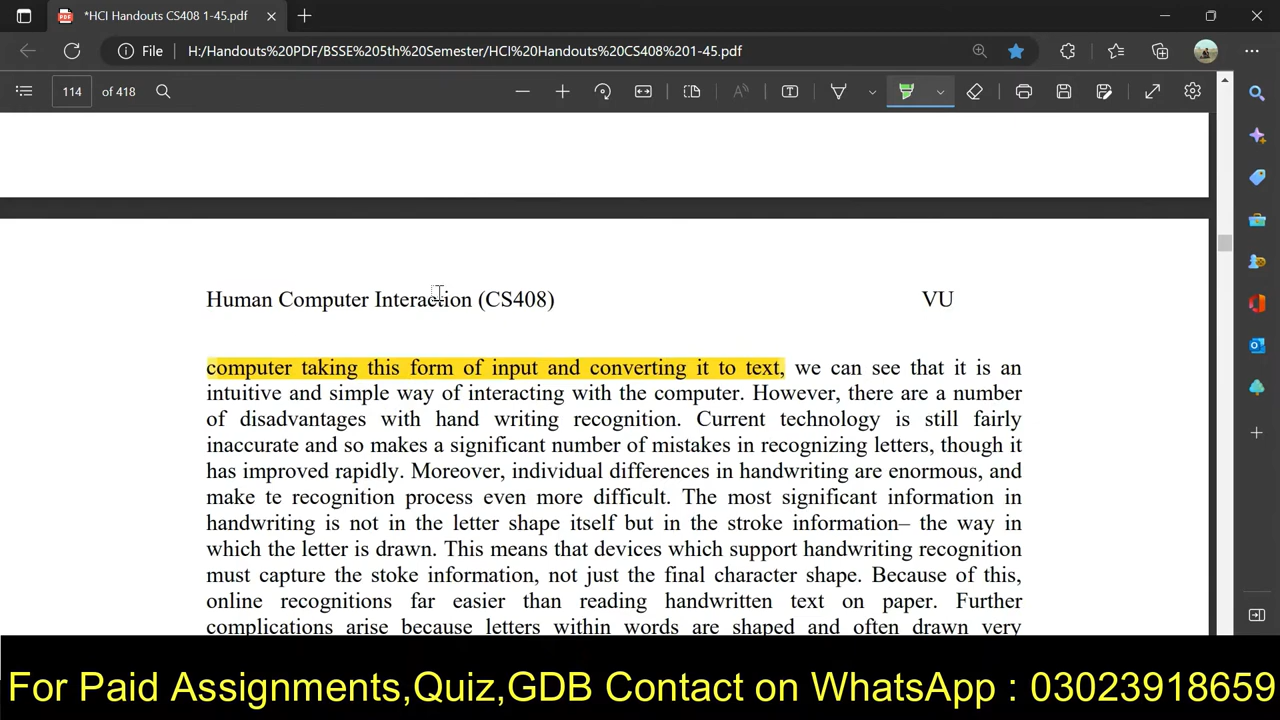 *HCI Handouts CS408 1-45.pdf
File
H:/Handouts%20PDF/BSSE%205th%20Semester/HCI%20Handouts%20CS408%201-45.pdf
114 of 418
Human Computer Interaction (CS408) VU
computer taking this form of input and converting it to text, we can see that it is an
intuitive and simple way of interacting with the computer. However, there are a number
of disadvantages with hand writing recognition. Current technology is still fairly
inaccurate and so makes a significant number of mistakes in recognizing letters, though it
has improved rapidly. Moreover, individual differences in handwriting are enormous, and
make te recognition process even more difficult. The most significant information in
handwriting is not in the letter shape itself but in the stroke information– the way in
which the letter is drawn. This means that devices which support handwriting recognition
must capture the stoke information, not just the final character shape. Because of this,
online recognitions far easier than reading handwritten text on paper. Further
complications arise because letters within words are shaped and often drawn very
For Paid Assignments,Quiz,GDB Contact on WhatsApp : 03023918659